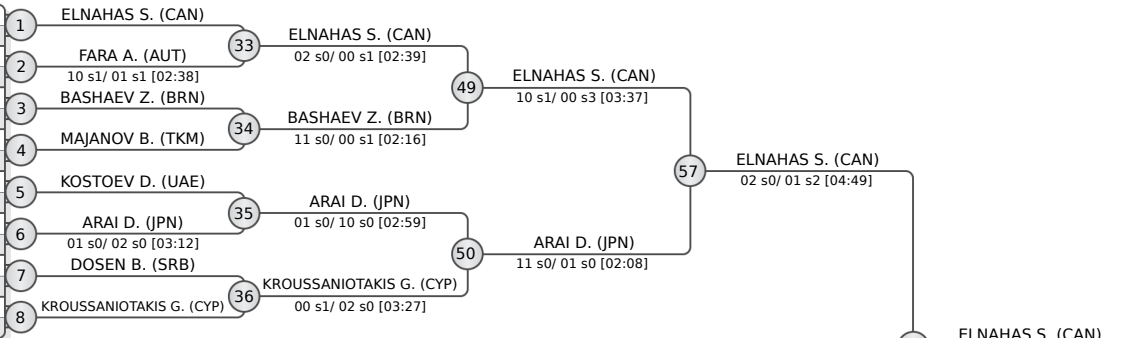 1
ELNAHAS S. (CAN)
2
FARA A. (AUT)
10 s1/ 01 s1 [02:38]
33
ELNAHAS S. (CAN)
02 s0/ 00 s1 [02:39]
3
BASHAEV Z. (BRN)
4
MAJANOV B. (TKM)
34
BASHAEV Z. (BRN)
11 s0/ 00 s1 [02:16]
49
ELNAHAS S. (CAN)
10 s1/ 00 s3 [03:37]
5
KOSTOEV D. (UAE)
6
ARAI D. (JPN)
01 s0/ 02 s0 [03:12]
35
ARAI D. (JPN)
01 s0/ 10 s0 [02:59]
7
DOSEN B. (SRB)
8
KROUSSANIOTAKIS G. (CYP)
36
KROUSSANIOTAKIS G. (CYP)
00 s1/ 02 s0 [03:27]
50
ARAI D. (JPN)
11 s0/ 01 s0 [02:08]
57
ELNAHAS S. (CAN)
02 s0/ 01 s2 [04:49]
ELNAHAS S. (CAN)